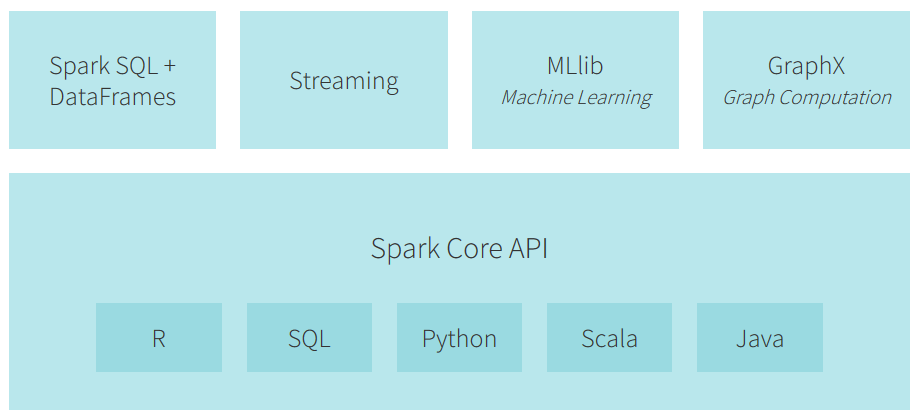 Spark SQL +
DataFrames
Streaming
MLlib
Machine Learning
GraphX
Graph Computation
Spark Core API
R
SQL
Python
Scala
Java